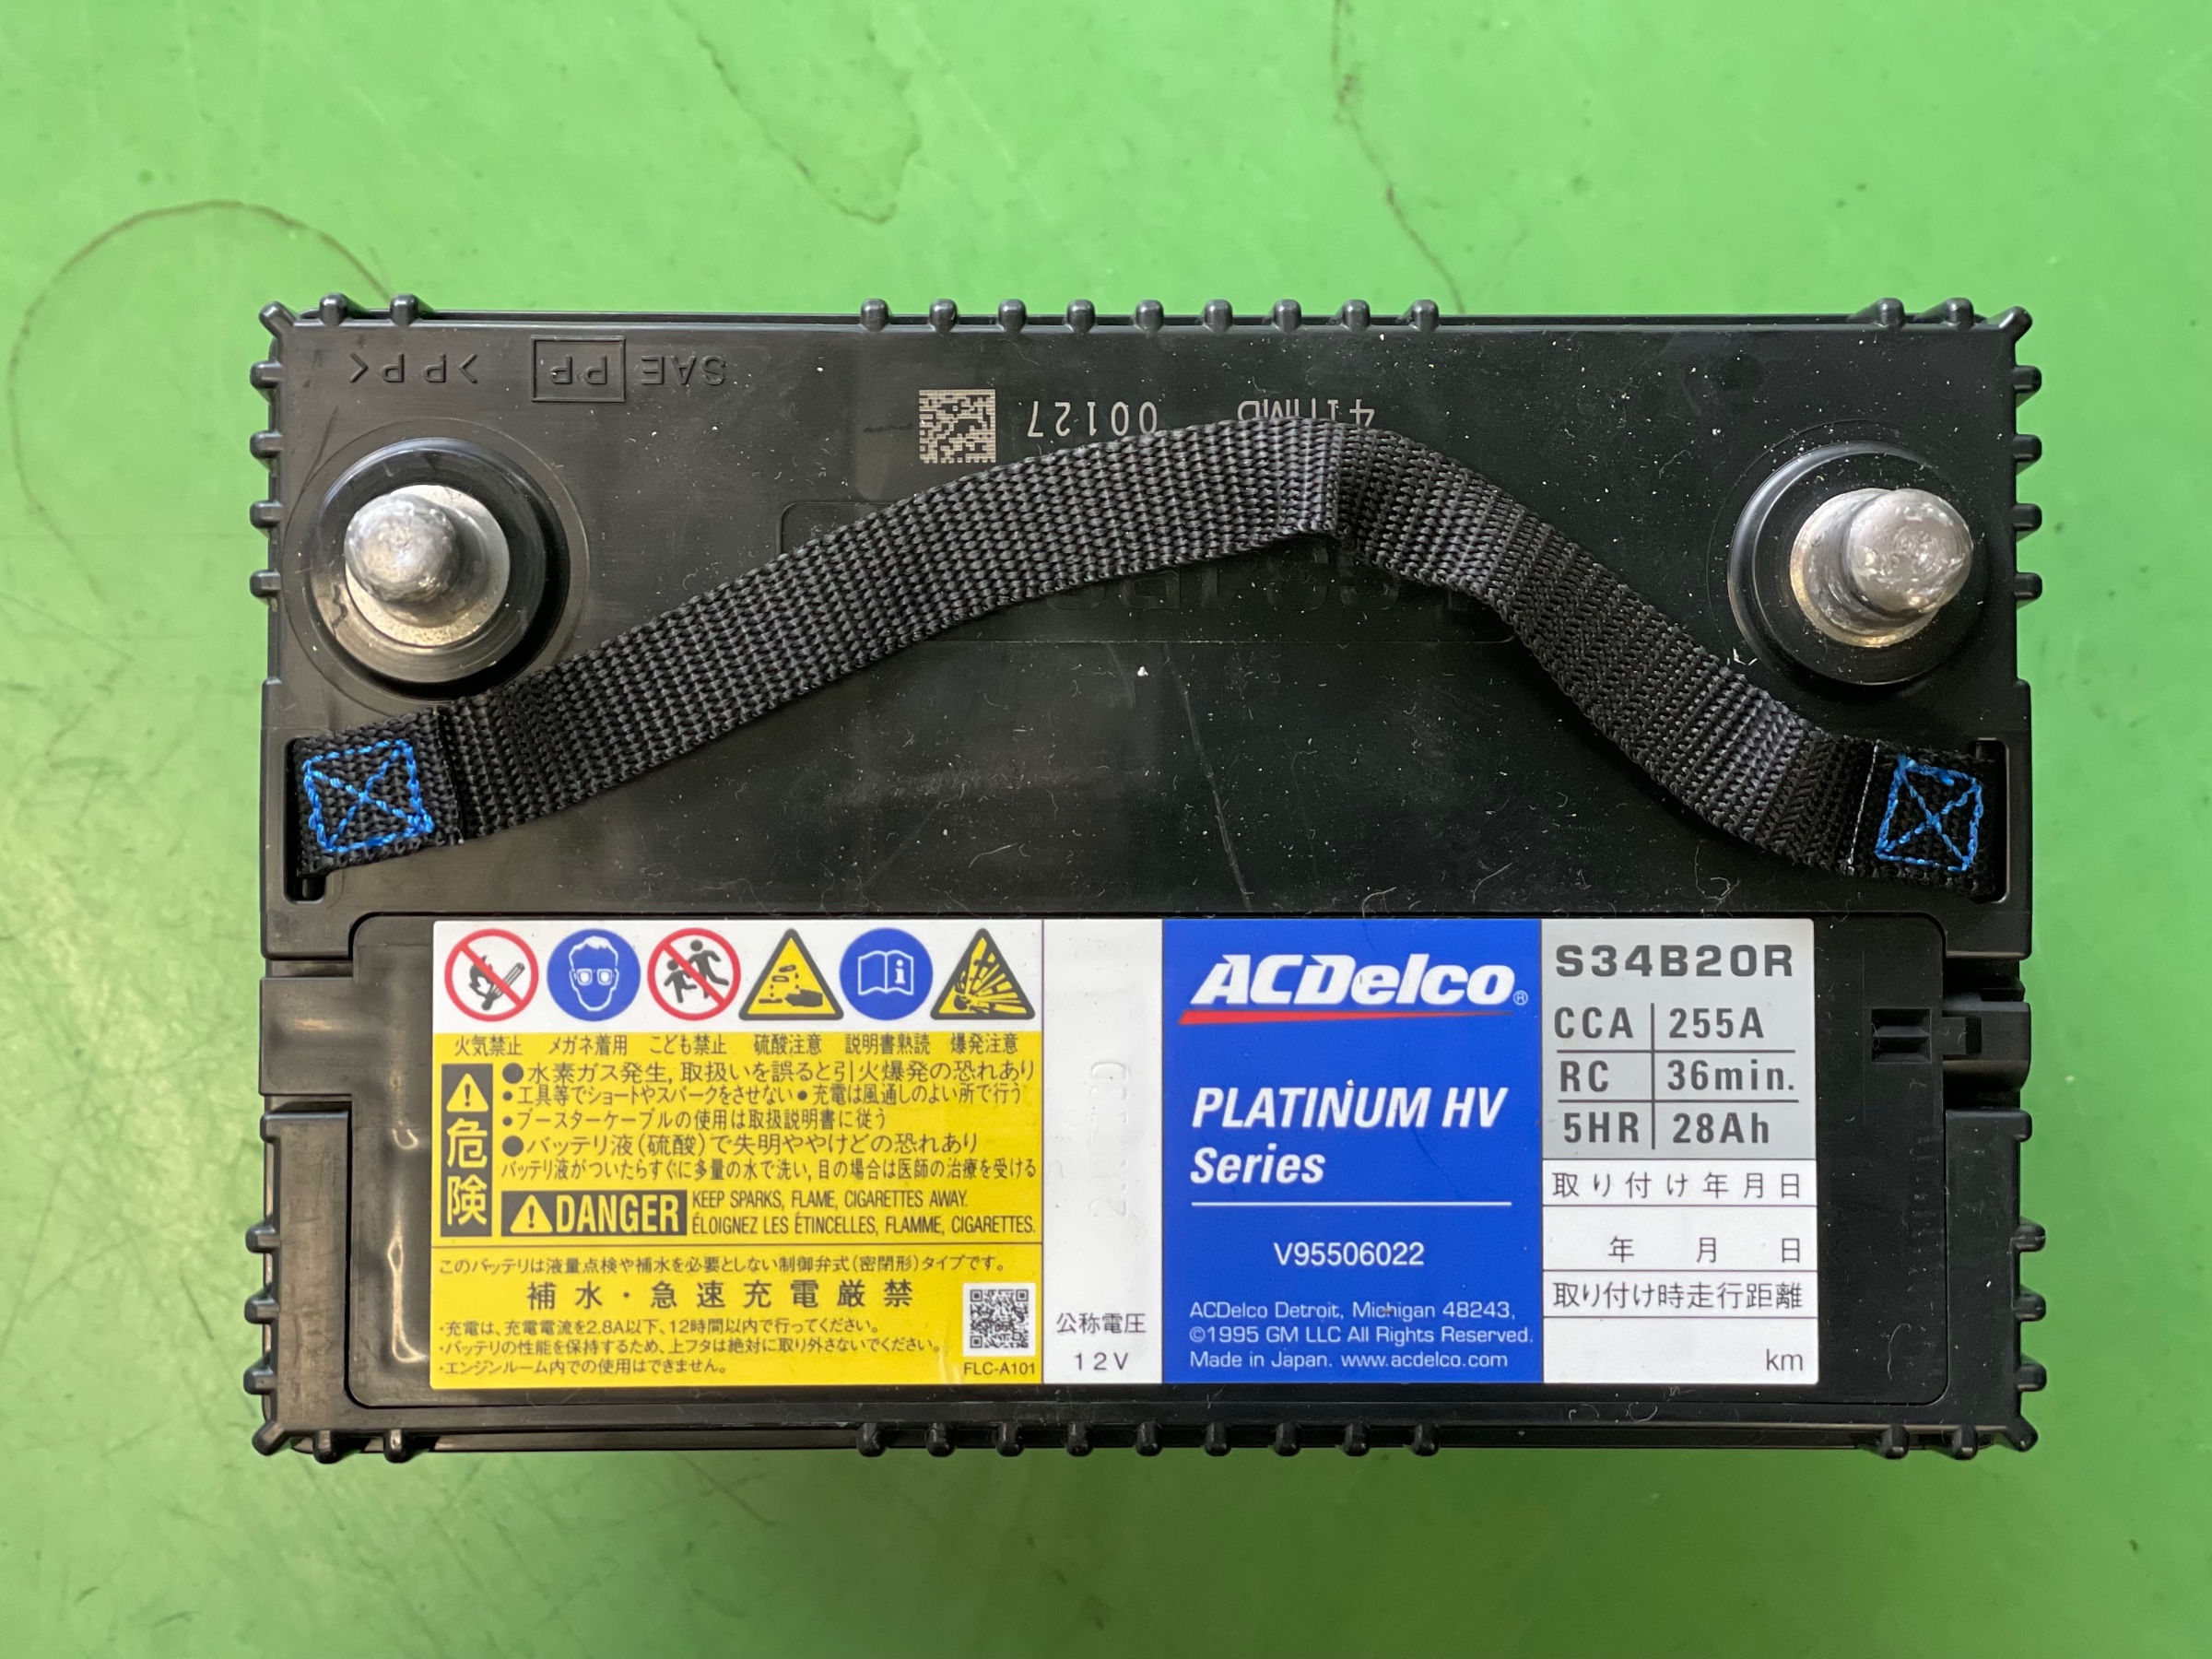 >PP<
SAE PP
00127
火気禁止 メガネ着用 こども禁止 硫酸注意 説明書熟読 爆発注意
危険
●水素ガス発生,取扱いを誤ると引火爆発の恐れあり
•工具等でショートやスパークをさせない•充電は風通しのよい所で行う
•ブースターケーブルの使用は取扱説明書に従う
●バッテリ液(硫酸)で失明ややけどの恐れあり
バッテリ液がついたらすぐに多量の水で洗い,目の場合は医師の治療を受ける
DANGER
KEEP SPARKS, FLAME, CIGARETTES AWAY.
ÉLOIGNEZ LES ÉTINCELLES, FLAMME, CIGARETTES.
このバッテリは液量点検や補水を必要としない制御弁式(密閉形)タイプです。
補水・急速充電厳禁
・充電は、充電電流を2.8A以下、12時間以内で行ってください。
・バッテリの性能を保持するため、上フタは絶対に取り外さないでください。
・エンジンルーム内での使用はできません。
FLC-A101
公称電圧
12V
ACDelco®
PLATINUM HV
Series
V95506022
ACDelco Detroit, Michigan 48243,
©1995 GM LLC All Rights Reserved.
Made in Japan. www.acdelco.com
S34B20R
CCA 255A
RC 36min.
5HR 28Ah
取り付け年月日
年 月 日
取り付け時走行距離
km